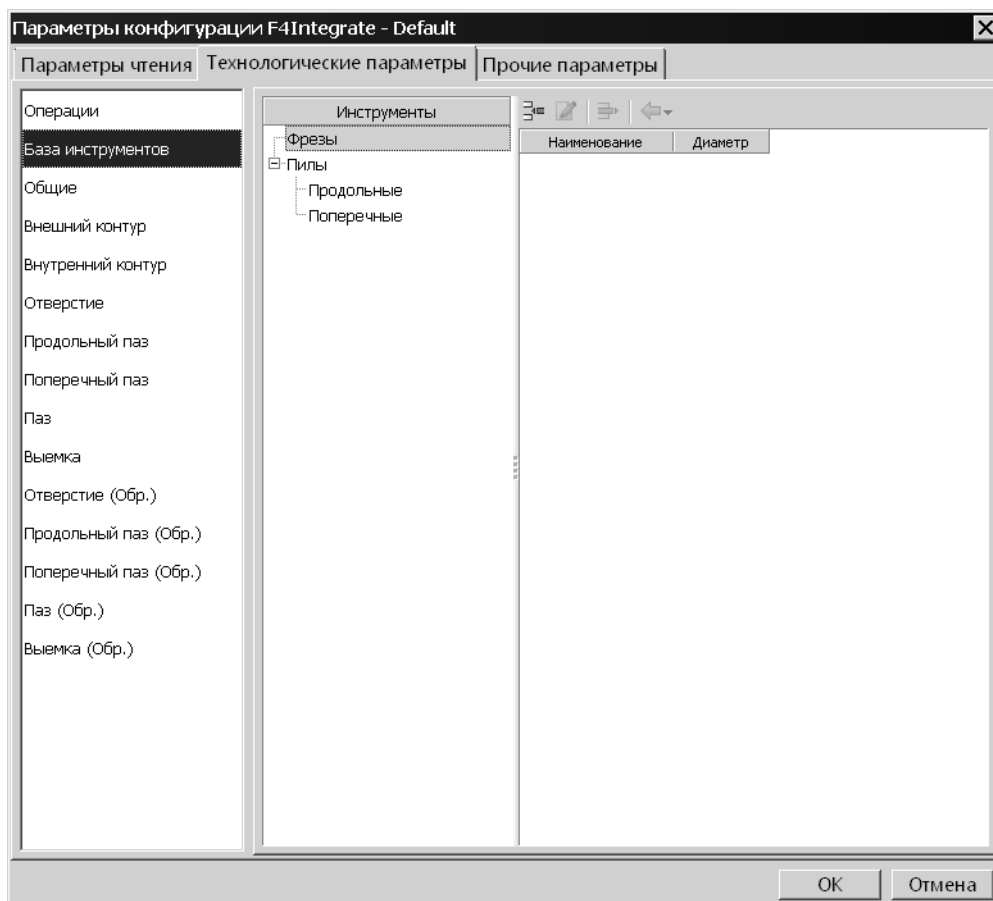 Параметры конфигурации F4Integrate - Default
Параметры чтения Технологические параметры Прочие параметры
Операции
База инструментов
Общие
Внешний контур
Внутренний контур
Отверстие
Продольный паз
Поперечный паз
Паз
Выемка
Отверстие (Обр.)
Продольный паз (Обр.)
Поперечный паз (Обр.)
Паз (Обр.)
Выемка (Обр.)
Инструменты
Фрезы
Пилы
Продольные
Поперечные
Наименование Диаметр
OK Отмена